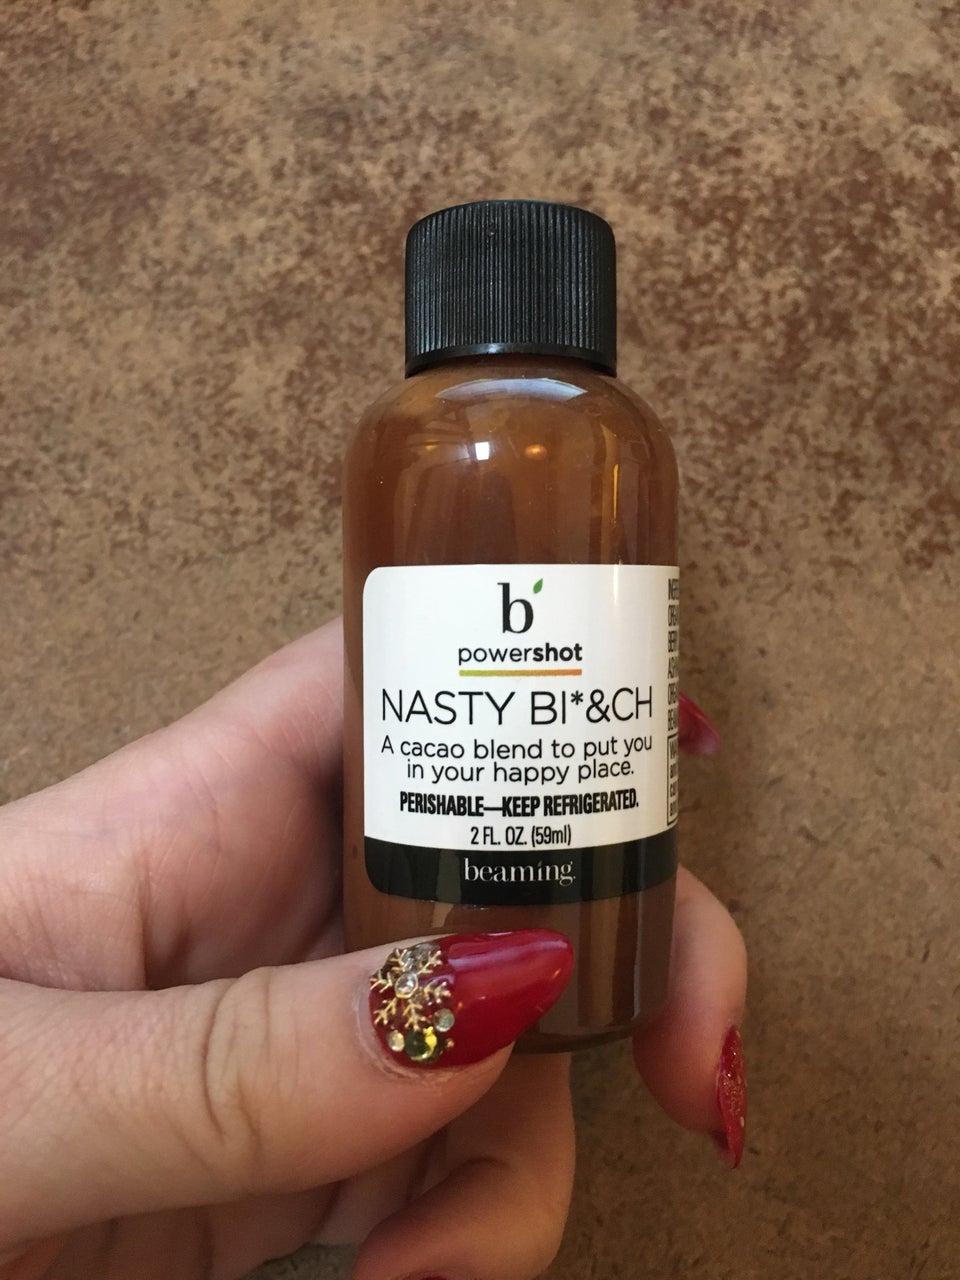 b
powershot
NASTY BI*&CH
A cacao blend to put you
in your happy place.
PERISHABLE—KEEP REFRIGERATED.
2 FL. OZ. (59ml)
beaming.